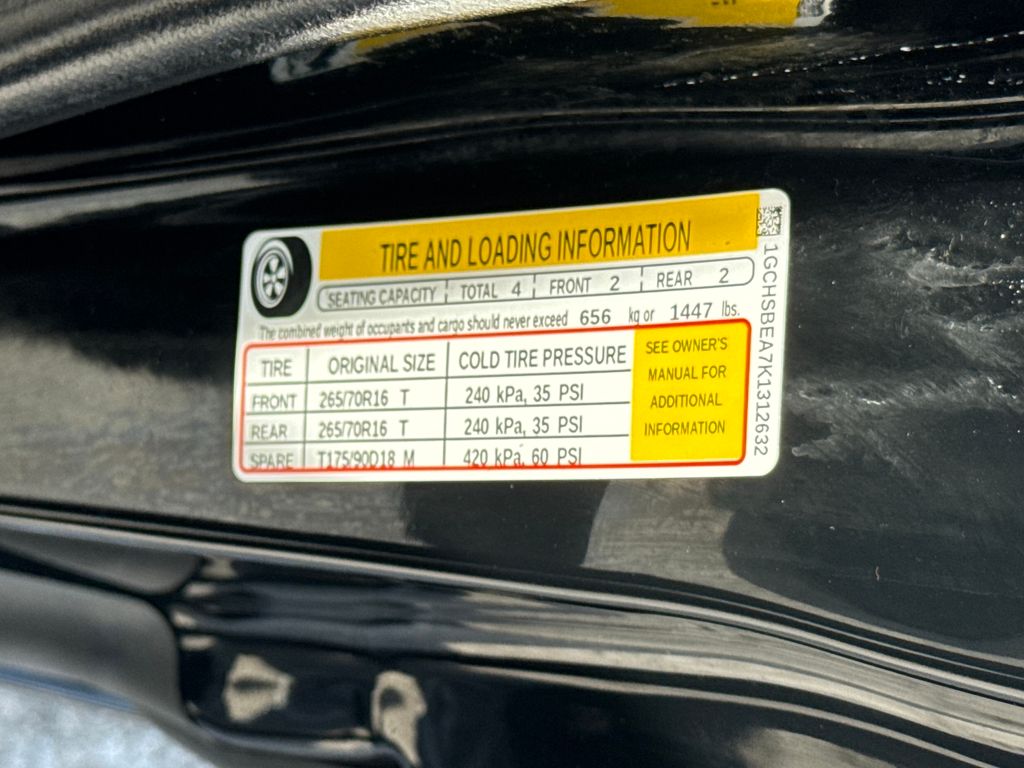 TIRE AND LOADING INFORMATION
SEATING CAPACITY TOTAL 4 FRONT 2 REAR 2
The combined weight of occupants and cargo should never exceed 656 kg or 1447 lbs.
TIRE ORIGINAL SIZE COLD TIRE PRESSURE
FRONT 265/70R16 T 240 kPa, 35 PSI
REAR 265/70R16 T 240 kPa, 35 PSI
SPARE T175/90D18 M 420 kPa, 60 PSI
SEE OWNER'S
MANUAL FOR
ADDITIONAL
INFORMATION
1GCHSBEA7K1312632